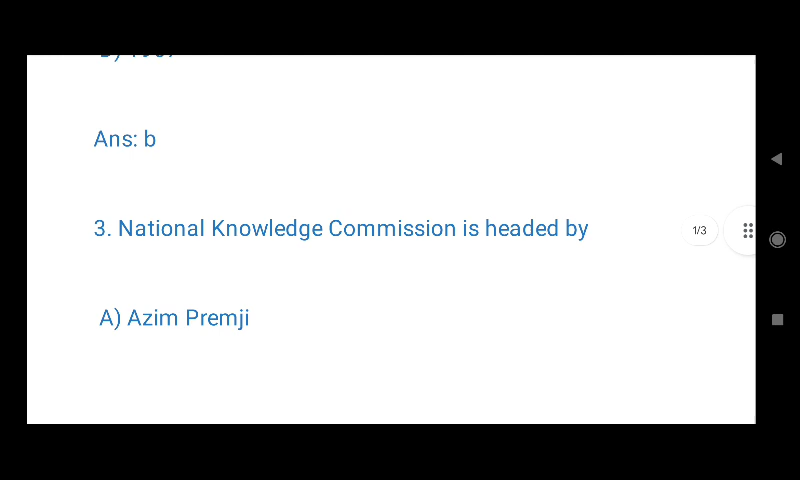 Ans: b
3. National Knowledge Commission is headed by
1/3
A) Azim Premji